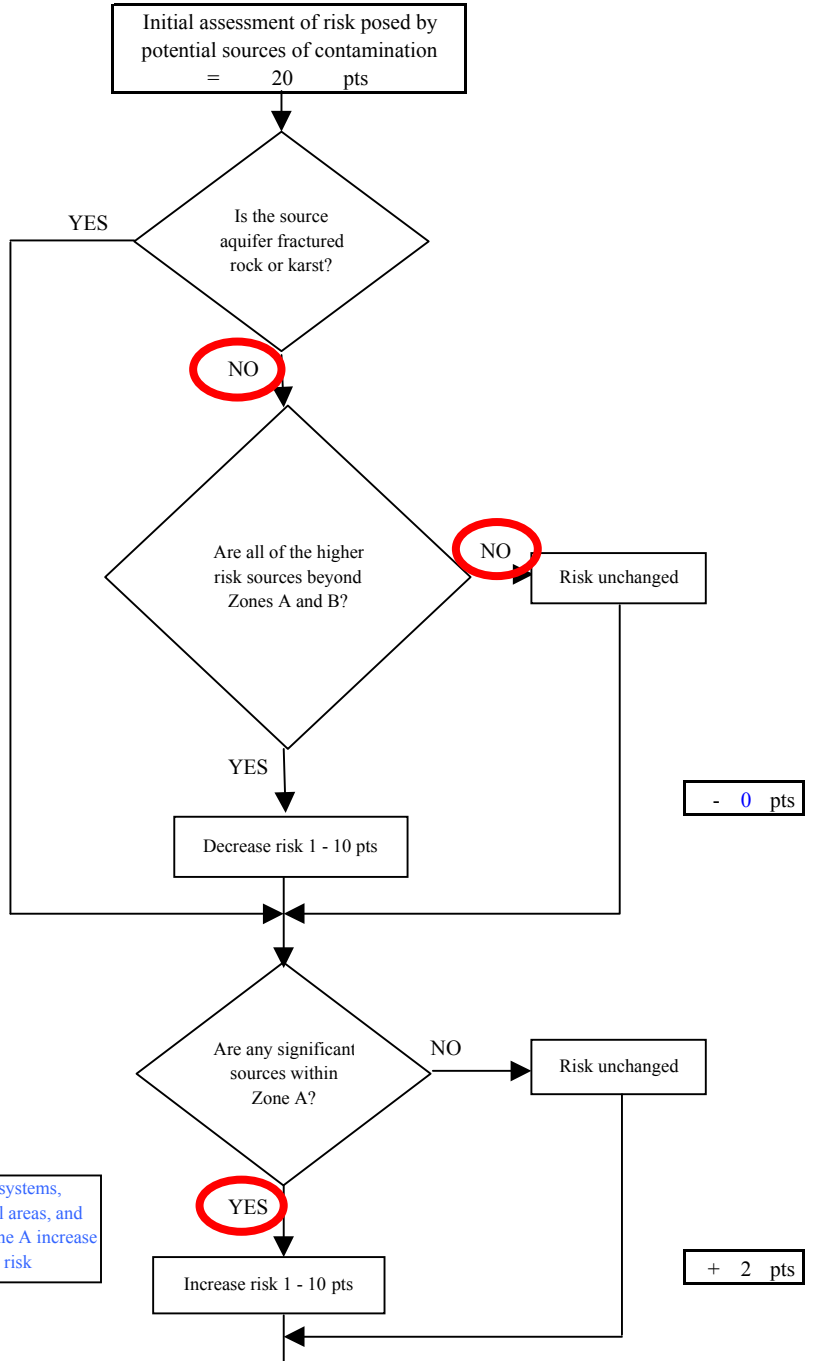 Initial assessment of risk posed by
potential sources of contamination
= 20 pts
YES
Is the source
aquifer fractured
rock or karst?
NO
Are all of the higher
risk sources beyond
Zones A and B?
NO
Risk unchanged
YES
- 0 pts
Decrease risk 1 - 10 pts
Are any significant
sources within
Zone A?
NO
Risk unchanged
systems,
l areas, and
ne A increase
risk
YES
Increase risk 1 - 10 pts
+ 2 pts